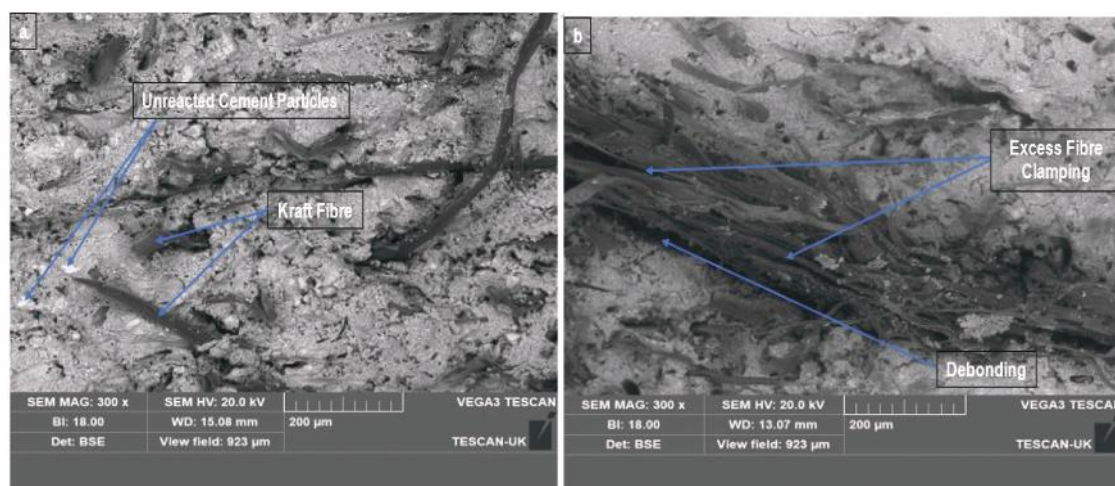 a
Unreacted Cement Particles
Kraft Fibre
SEM MAG: 300 x
SEM HV: 20.0 kV
VEGA3 TESCAN
BI: 18.00
WD: 15.08 mm
200 µm
Det: BSE
View field: 923 µm
TESCAN-UK
b
Excess Fibre
Clamping
Debonding
SEM MAG: 300 x
SEM HV: 20.0 kV
VEGA3 TESCAN
BI: 18.00
WD: 13.07 mm
200 µm
Det: BSE
View field: 923 µm
TESCAN-UK